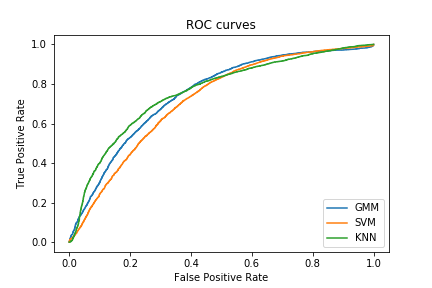 ROC curves
True Positive Rate
1.0
0.8
0.6
0.4
0.2
0.0
GMM
SVM
KNN
0.0 0.2 0.4 0.6 0.8 1.0
False Positive Rate